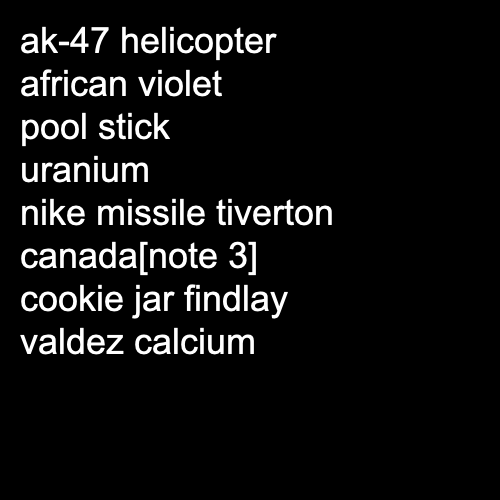 ak-47 helicopter
african violet
pool stick
uranium
nike missile tiverton
canada[note 3]
cookie jar findlay
valdez calcium